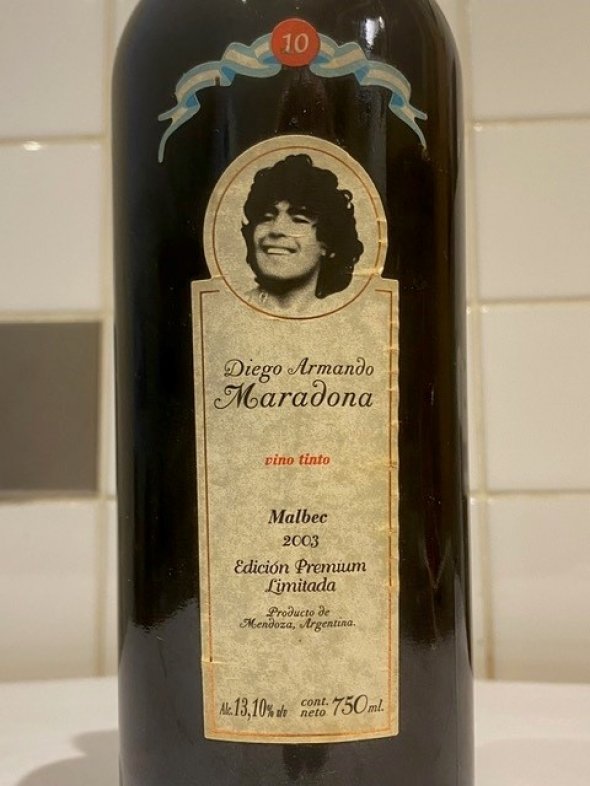 10
Diego Armando
Maradona
vino tinto
Malbec
2003
Edición Premium
Limitada
Producto de
Mendoza, Argentina.
Alc. 13,10% v/v cont. neto 750 ml.